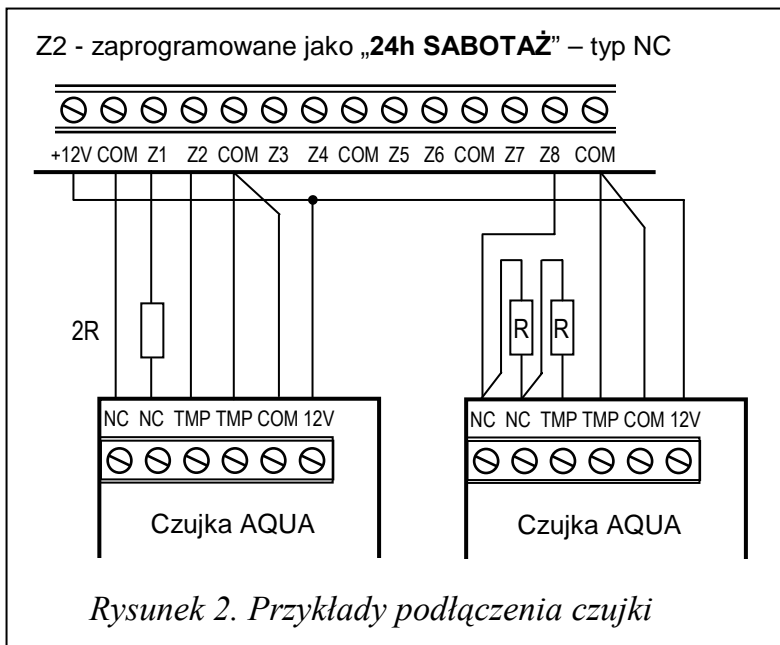 Z2 - zaprogramowane jako „24h SABOTAŻ” – typ NC
+12V COM Z1 Z2 COM Z3 Z4 COM Z5 Z6 COM Z7 Z8 COM
2R
R R
NC NC TMP TMP COM 12V
NC NC TMP TMP COM 12V
Czujka AQUA
Czujka AQUA
Rysunek 2. Przykłady podłączenia czujki